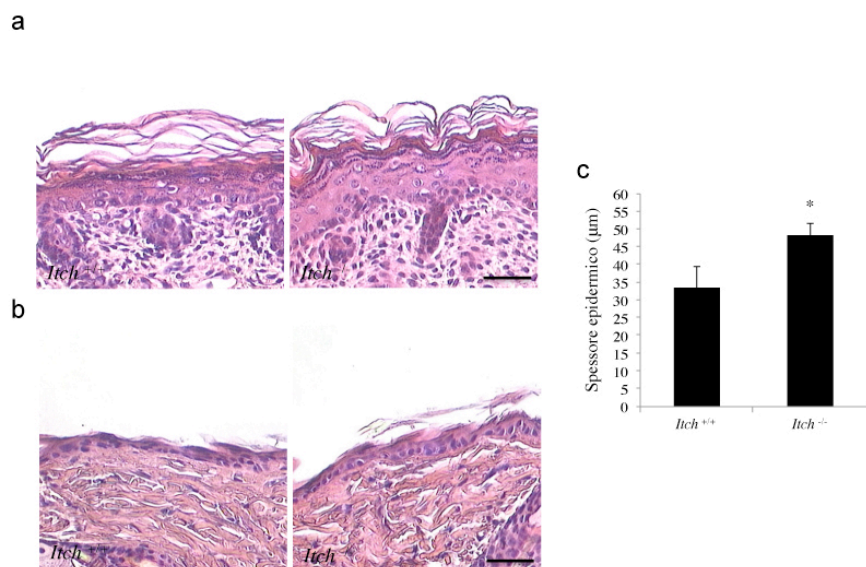 a
Itch +/+
Itch -/-
b
Itch +/+
Itch
c
Spessore epidermico (µm)
60
55
50
45
40
35
30
25
20
15
10
5
0
*
Itch +/+
Itch -/-